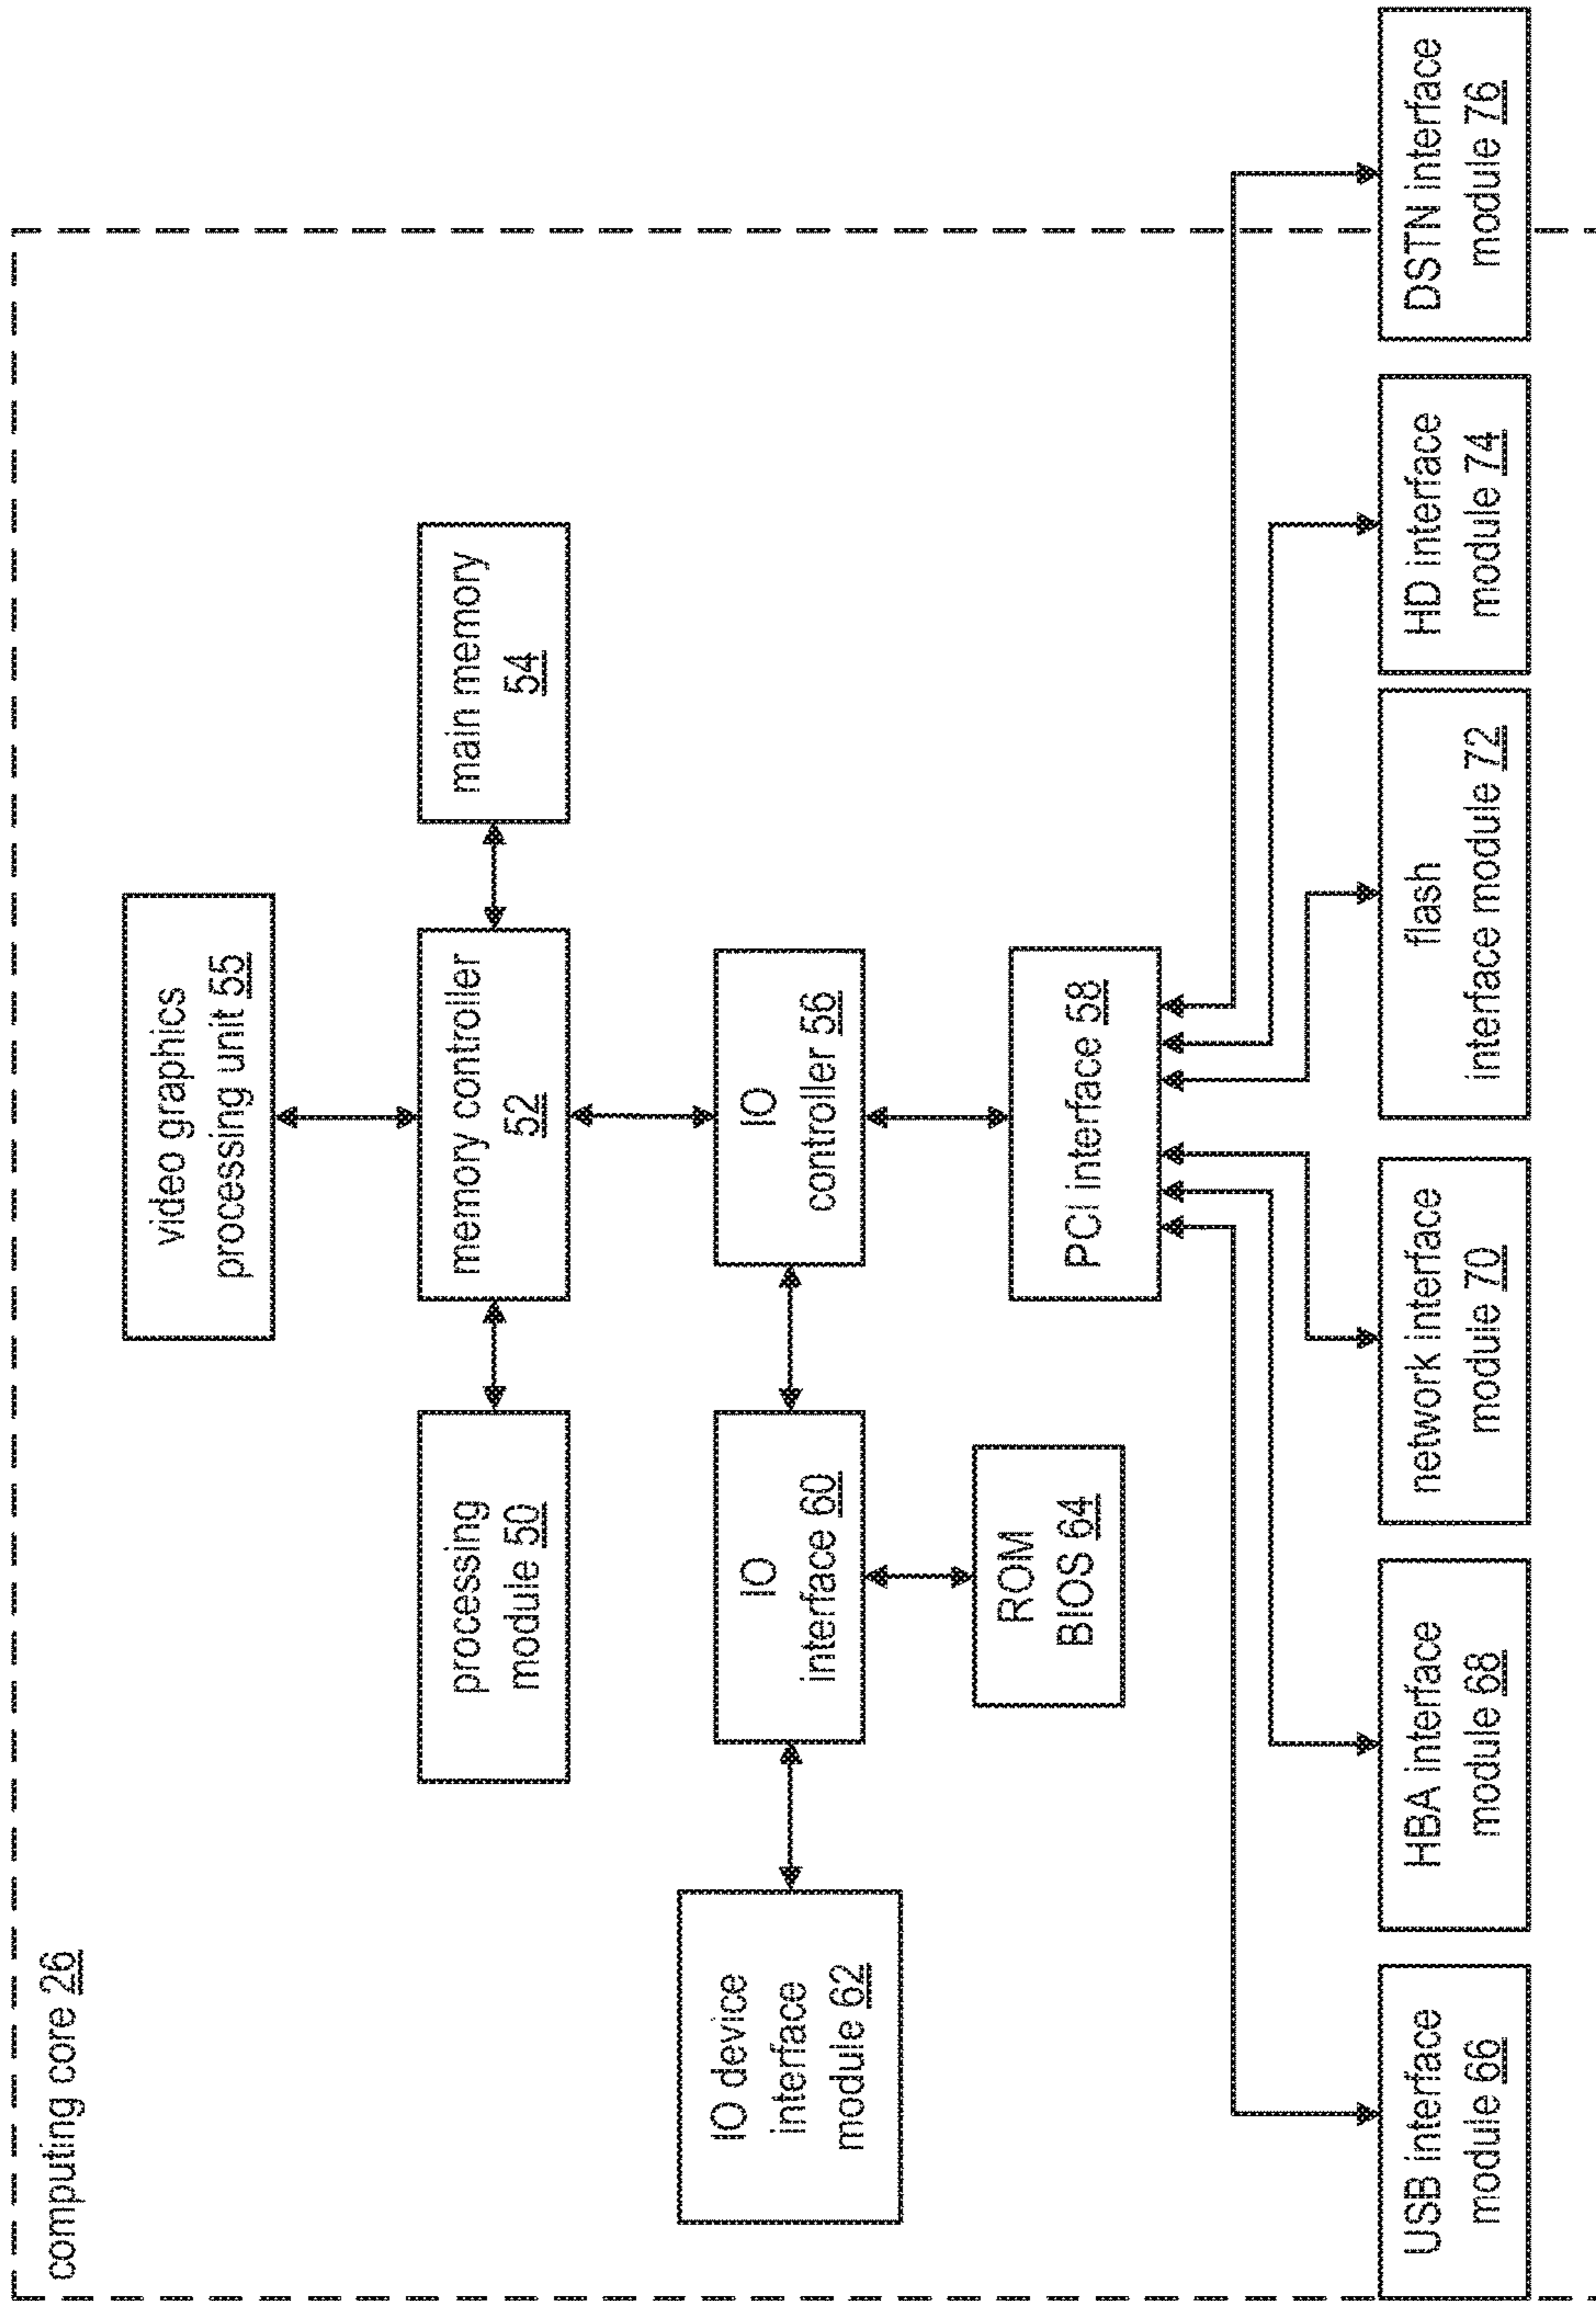 computing core 26
video graphics
processing unit 55
processing
module 50
memory controller
52
main memory
54
IO device
interface
module 62
IO
interface 60
IO
controller 56
ROM
BIOS 64
PCI interface 58
USB interface
module 66
HBA interface
module 68
network interface
module 70
flash
interface module 72
HD interface
module 74
DSTN interface
module 76